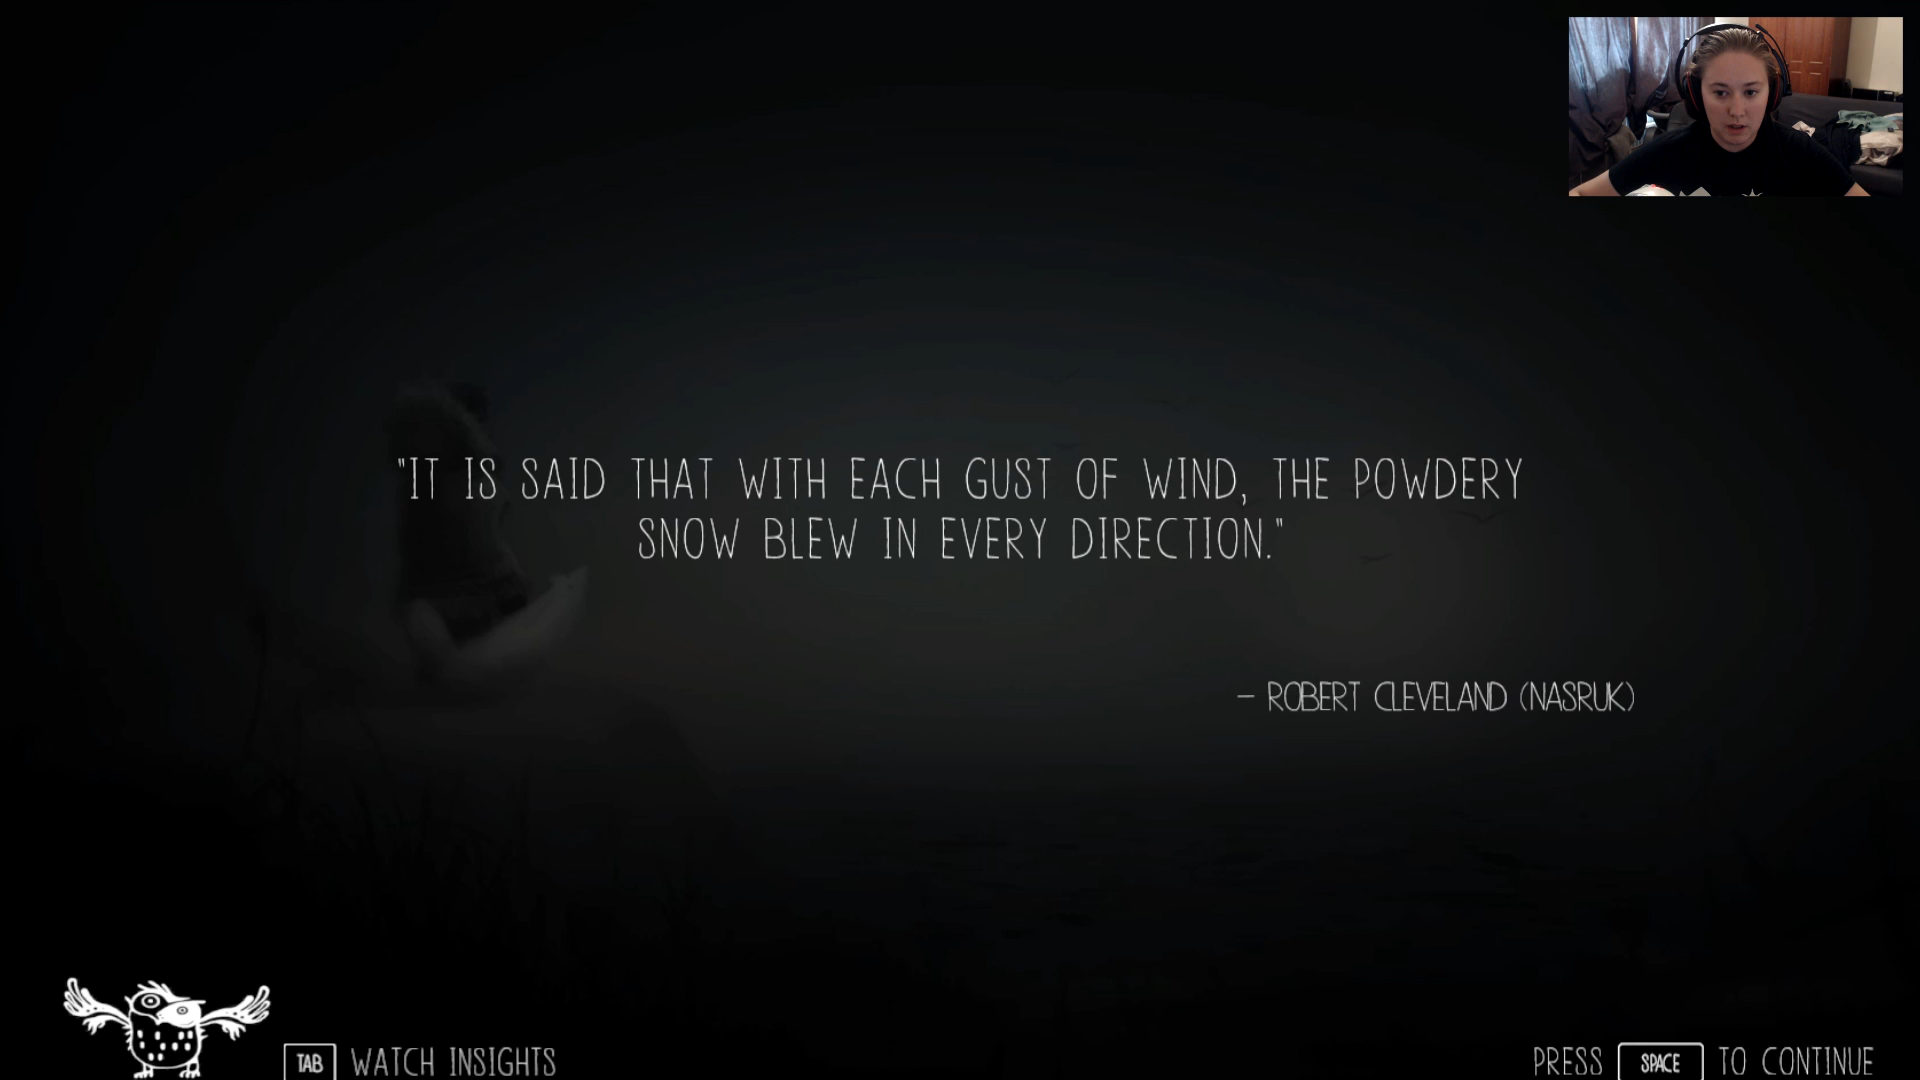 "IT IS SAID THAT WITH EACH GUST OF WIND, THE POWDERY
SNOW BLEW IN EVERY DIRECTION."
– ROBERT CLEVELAND (NASRUK)
TAB WATCH INSIGHTS
PRESS SPACE TO CONTINUE